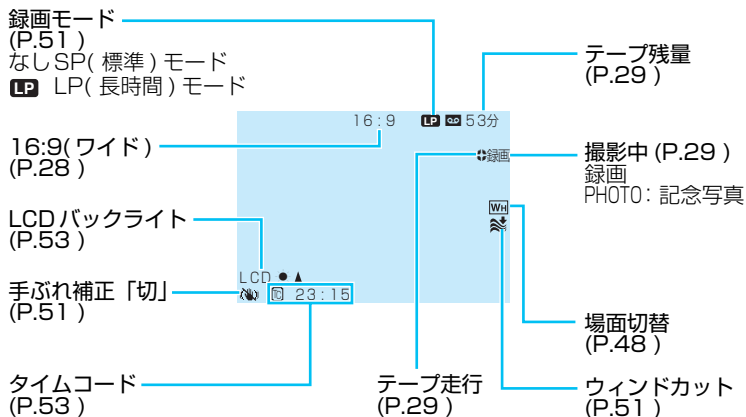 録画モード
(P.51 )
なしSP( 標準 ) モード
LP LP( 長時間 ) モード
16:9( ワイド )
(P.28 )
LCD バックライト
(P.53 )
手ぶれ補正「切」
(P.51 )
タイムコード
(P.53 )
16:9 LP 53分
録画
WH
LCD ● ▲
TC 23:15
テープ走行
(P.29 )
テープ残量
(P.29 )
撮影中 (P.29 )
録画
PHOTO: 記念写真
場面切替
(P.48 )
ウィンドカット
(P.51 )